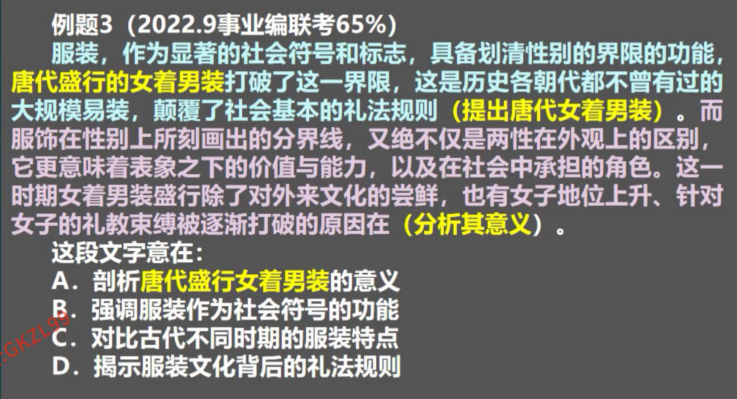 例题3（2022.9事业编联考65%）
服装，作为显著的社会符号和标志，具备划清性别的界限的功能，
唐代盛行的女着男装打破了这一界限，这是历史各朝代都不曾有过的
大规模易装，颠覆了社会基本的礼法规则（提出唐代女着男装）。而
服饰在性别上所刻画出的分界线，又绝不仅是两性在外观上的区别，
它更意味着表象之下的价值与能力，以及在社会中承担的角色。这一
时期女着男装盛行除了对外来文化的尝鲜，也有女子地位上升、针对
女子的礼教束缚被逐渐打破的原因在（分析其意义）。
这段文字意在：
A．剖析唐代盛行女着男装的意义
B．强调服装作为社会符号的功能
C．对比古代不同时期的服装特点
D．揭示服装文化背后的礼法规则
:GKZL99